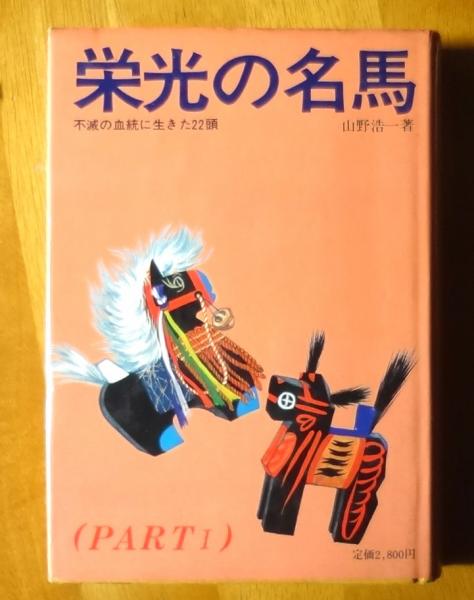 栄光の名馬
不滅の血統に生きた22頭
山野浩一著
(PART I)
定価2,800円